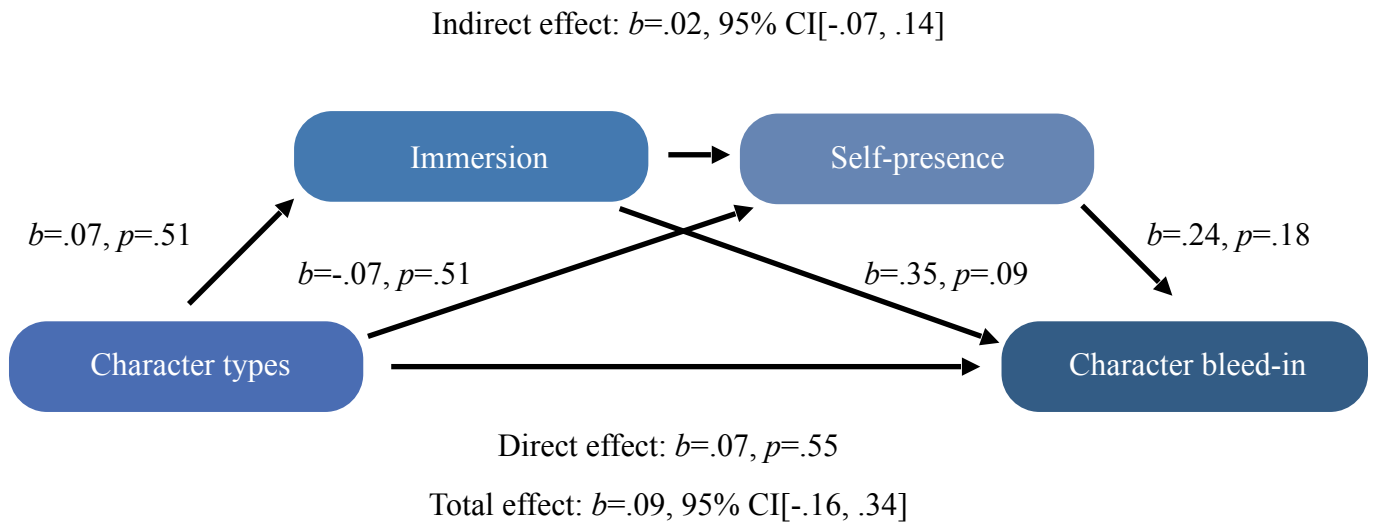 Indirect effect: b=.02, 95% CI[-.07, .14]
Immersion
Self-presence
b=.07, p=.51
b=.24, p=.18
b=-.07, p=.51
b=.35, p=.09
Character types
Character bleed-in
Direct effect: b=.07, p=.55
Total effect: b=.09, 95% CI[-.16, .34]